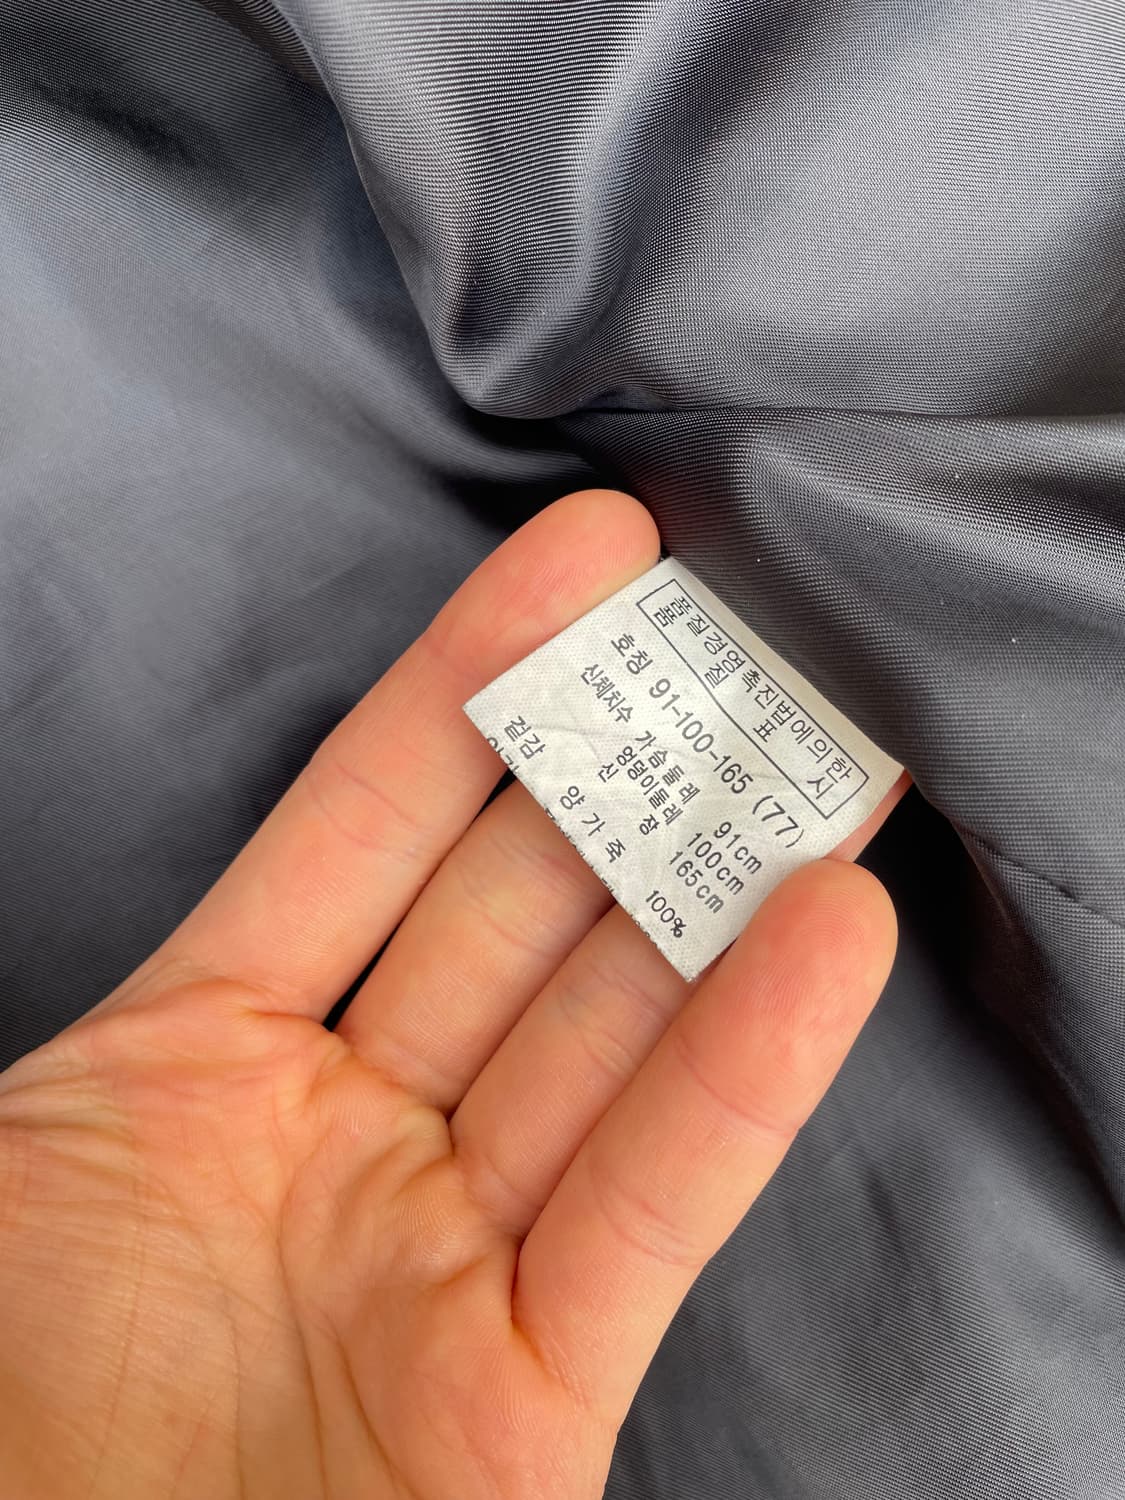 품질경영촉진법에의한
품질표시
호칭 91-100-165 (77)
신체치수 가슴둘레 91cm
엉덩이둘레 100cm
신장 165cm
겉감 양가죽 100%